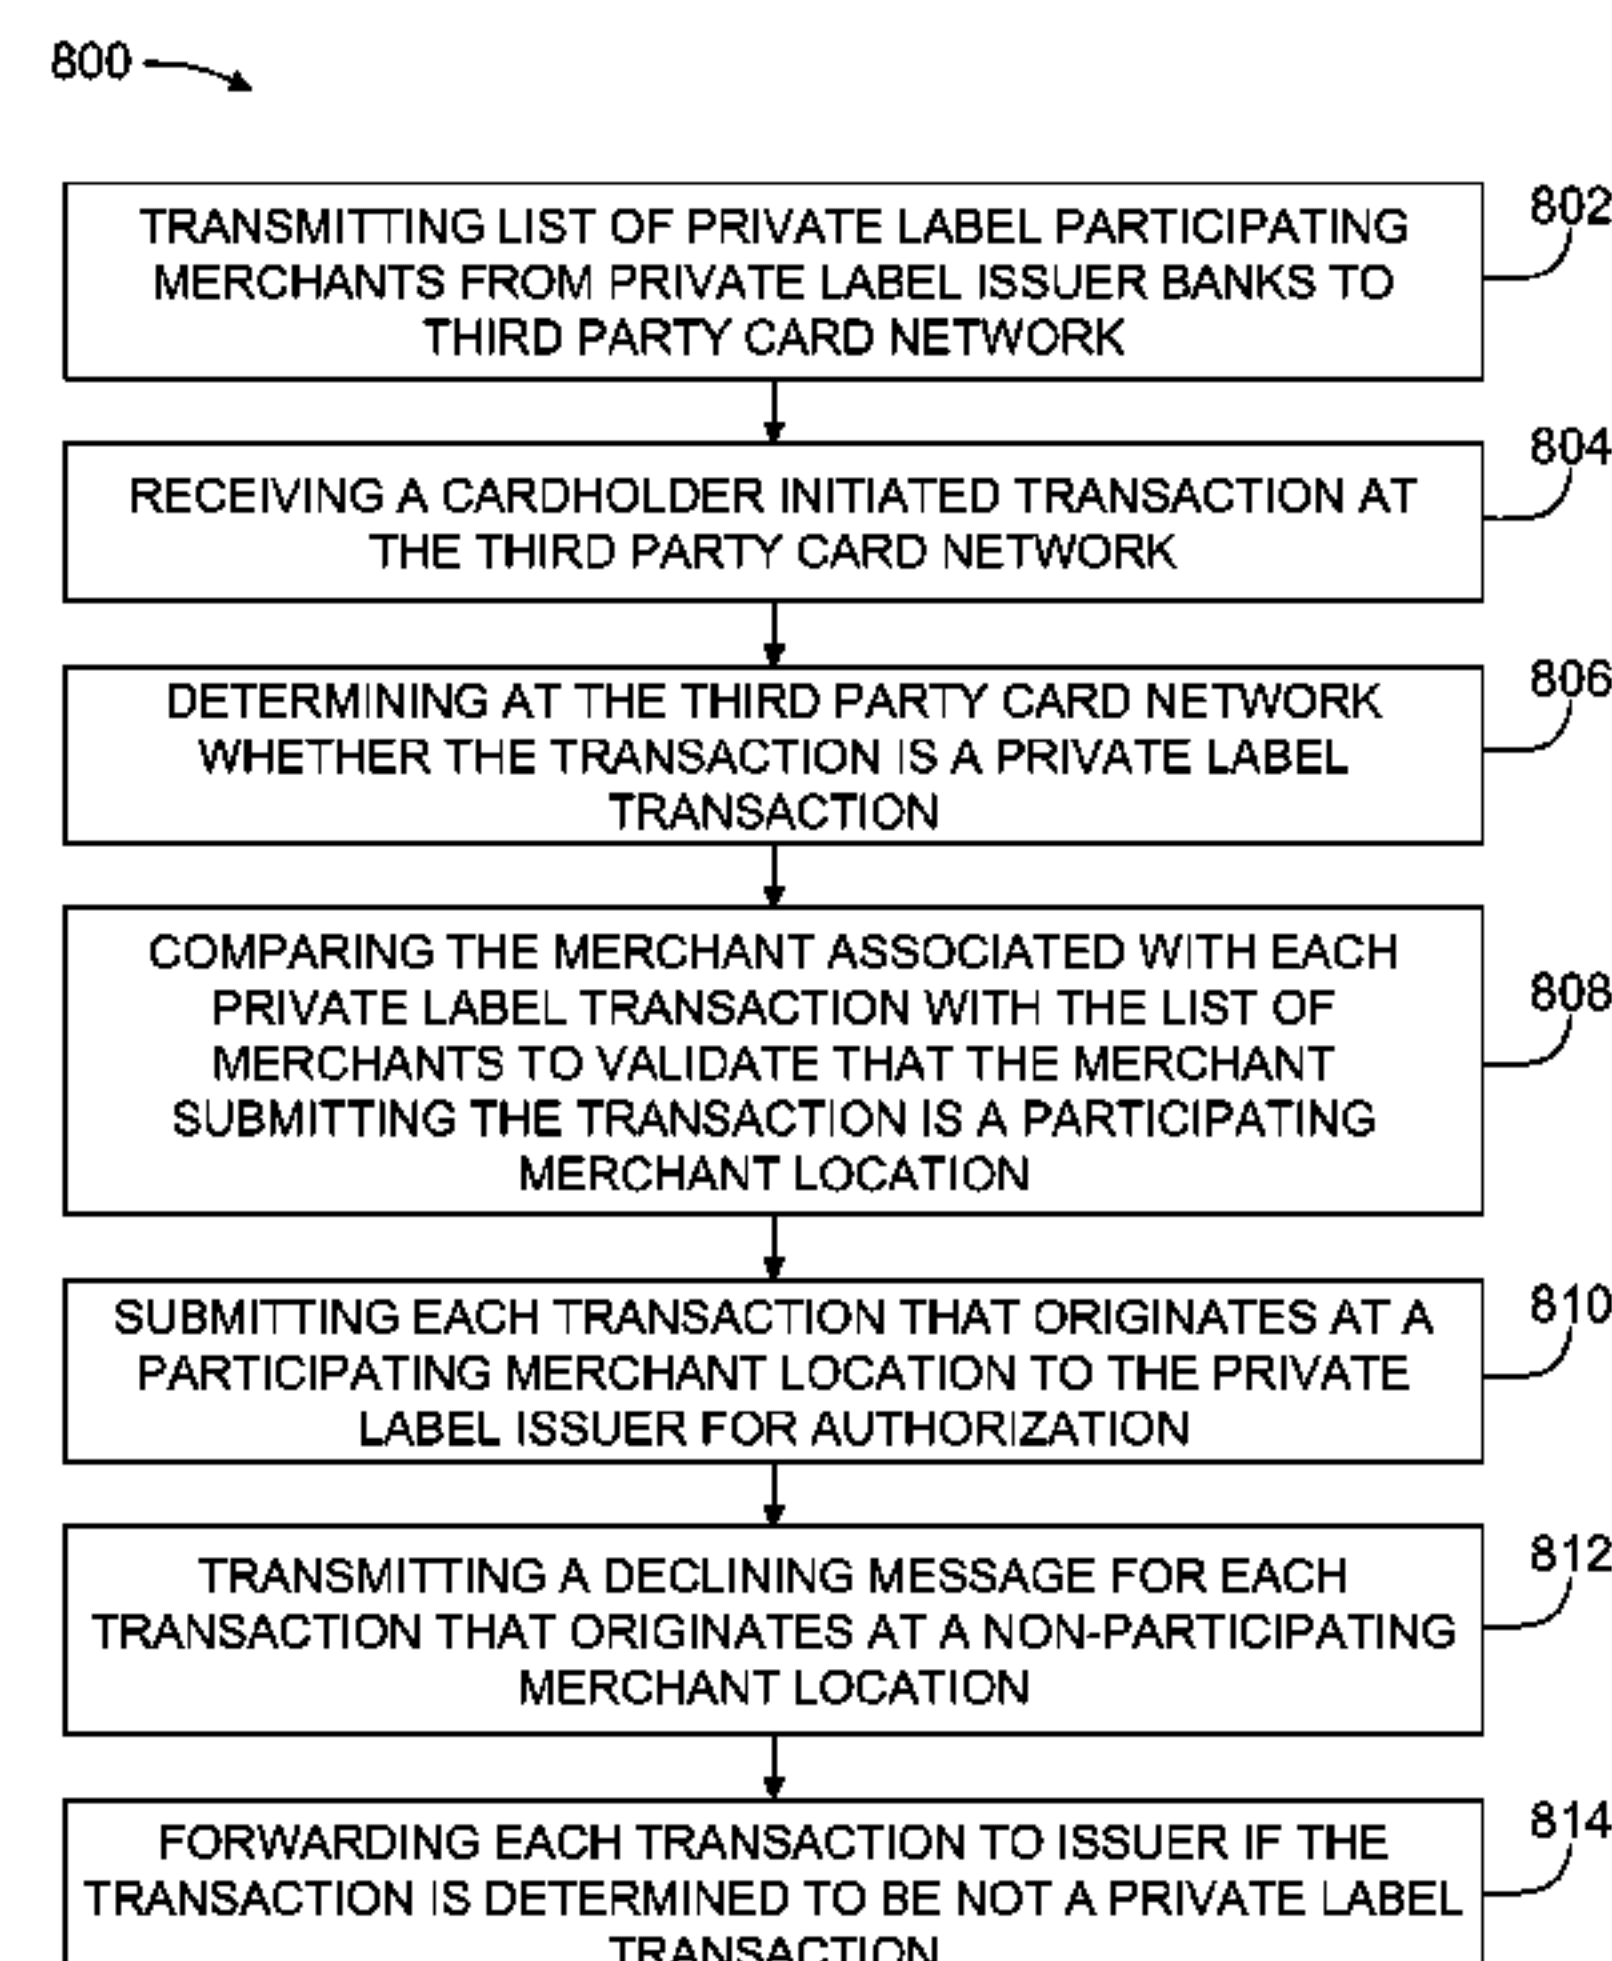 800
TRANSMITTING LIST OF PRIVATE LABEL PARTICIPATING
MERCHANTS FROM PRIVATE LABEL ISSUER BANKS TO
THIRD PARTY CARD NETWORK
802
RECEIVING A CARDHOLDER INITIATED TRANSACTION AT
THE THIRD PARTY CARD NETWORK
804
DETERMINING AT THE THIRD PARTY CARD NETWORK
WHETHER THE TRANSACTION IS A PRIVATE LABEL
TRANSACTION
806
COMPARING THE MERCHANT ASSOCIATED WITH EACH
PRIVATE LABEL TRANSACTION WITH THE LIST OF
MERCHANTS TO VALIDATE THAT THE MERCHANT
SUBMITTING THE TRANSACTION IS A PARTICIPATING
MERCHANT LOCATION
808
SUBMITTING EACH TRANSACTION THAT ORIGINATES AT A
PARTICIPATING MERCHANT LOCATION TO THE PRIVATE
LABEL ISSUER FOR AUTHORIZATION
810
TRANSMITTING A DECLINING MESSAGE FOR EACH
TRANSACTION THAT ORIGINATES AT A NON-PARTICIPATING
MERCHANT LOCATION
812
FORWARDING EACH TRANSACTION TO ISSUER IF THE
TRANSACTION IS DETERMINED TO BE NOT A PRIVATE LABEL
TRANSACTION
814